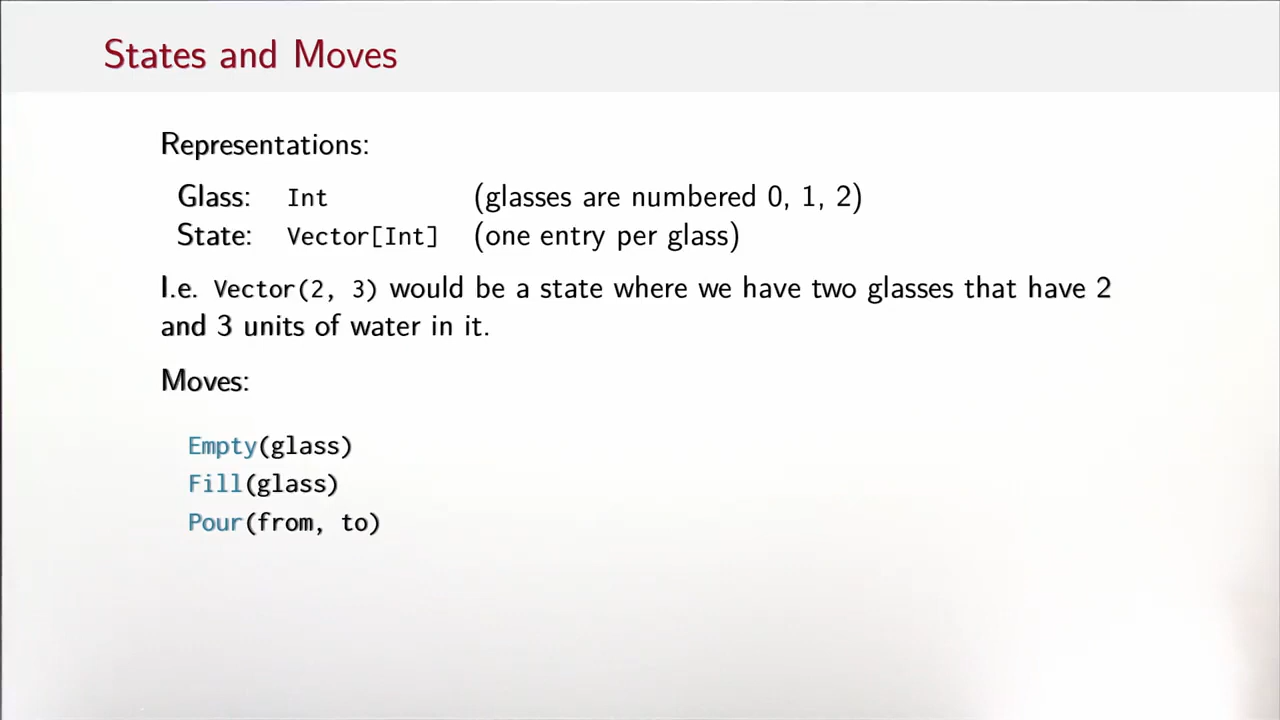 States and Moves
Representations:
Glass: Int (glasses are numbered 0, 1, 2)
State: Vector[Int] (one entry per glass)
I.e. Vector(2, 3) would be a state where we have two glasses that have 2
and 3 units of water in it.
Moves:
Empty(glass)
Fill(glass)
Pour(from, to)